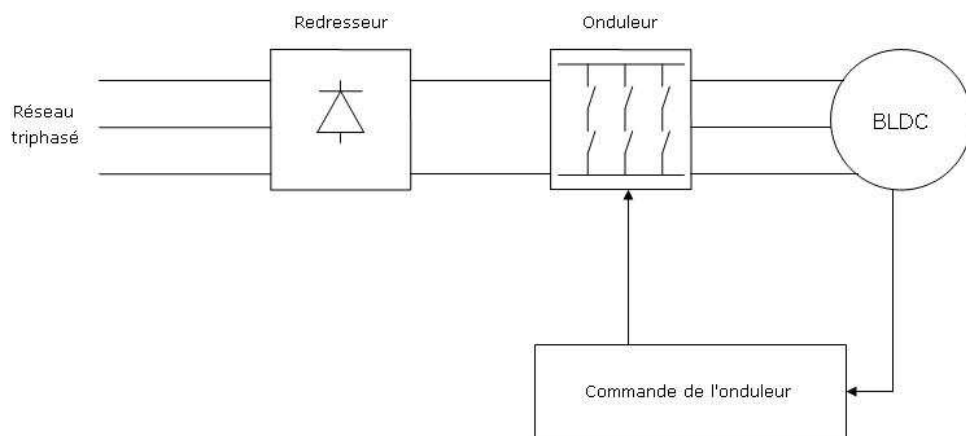 Redresseur
Onduleur
Réseau
triphasé
BLDC
Commande de l'onduleur